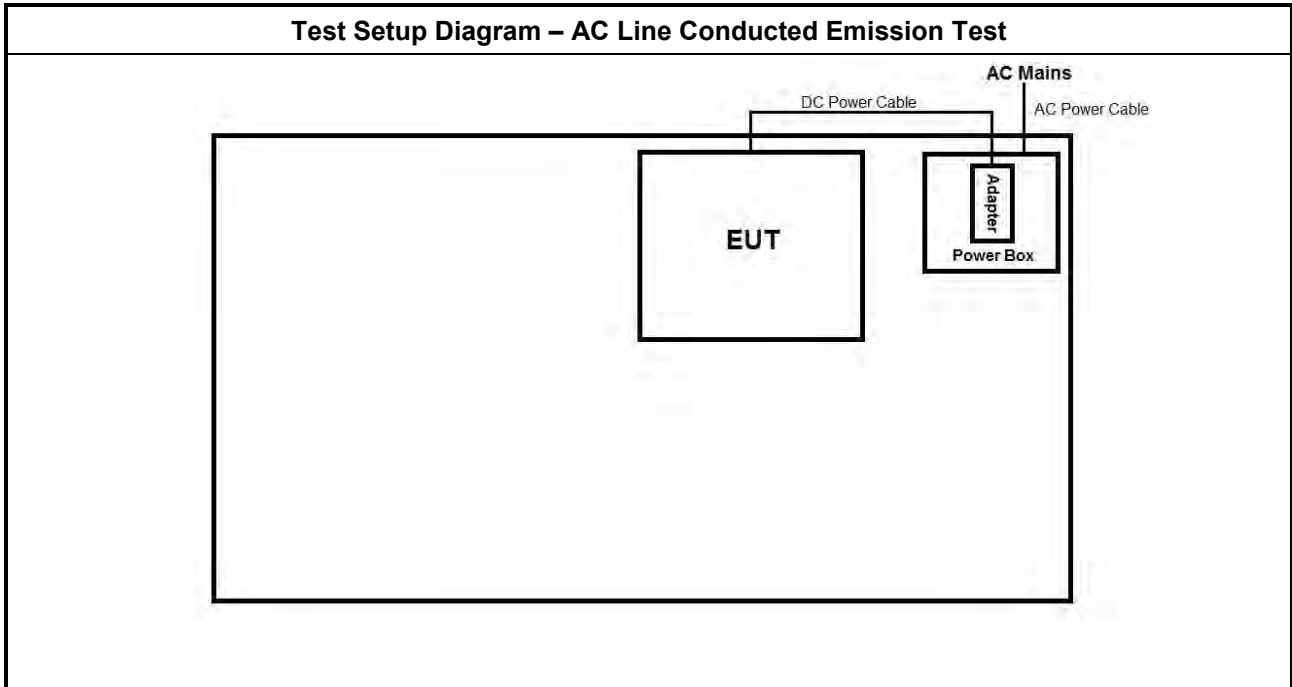 Test Setup Diagram – AC Line Conducted Emission Test
AC Mains
DC Power Cable
AC Power Cable
Adapter
EUT
Power Box